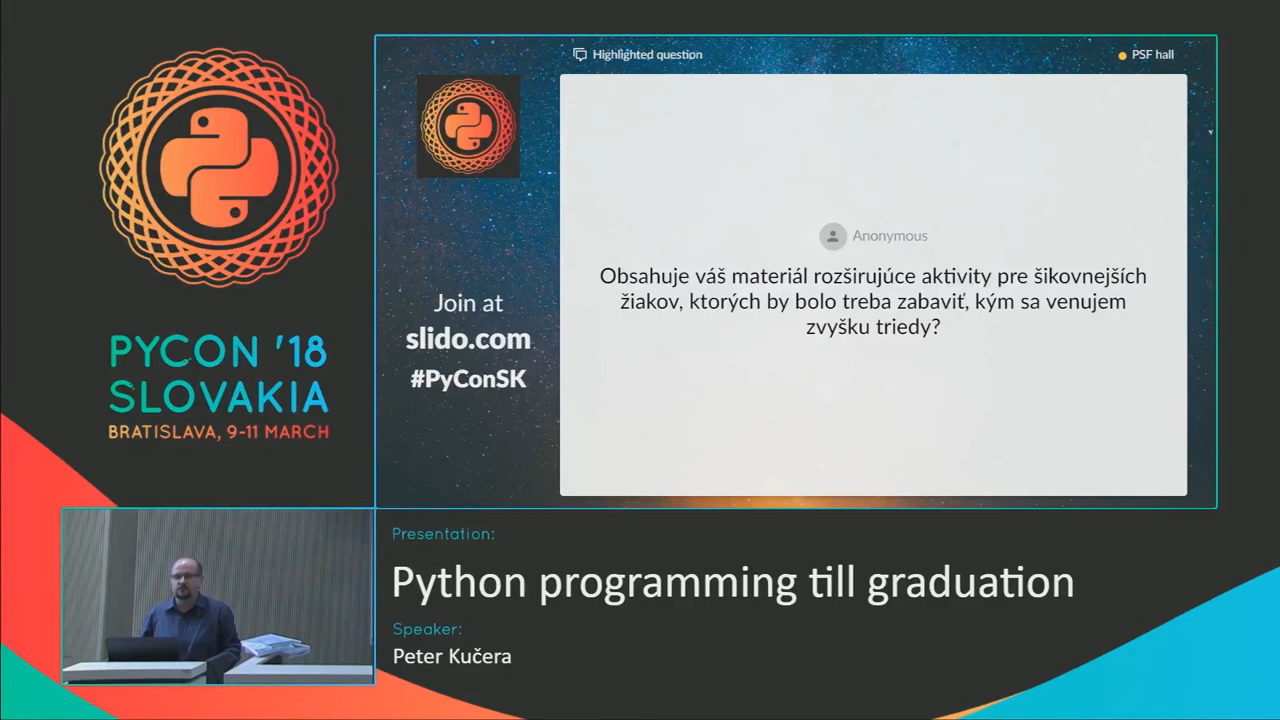 Highlighted question
PSF hall
Anonymous
Obsahuje váš materiál rozširujúce aktivity pre šikovnejších
žiakov, ktorých by bolo treba zabaviť, kým sa venujem
zvyšku triedy?
Join at
slido.com
#PyConSK
PYCON '18
SLOVAKIA
BRATISLAVA, 9-11 MARCH
Presentation:
Python programming till graduation
Speaker:
Peter Kučera